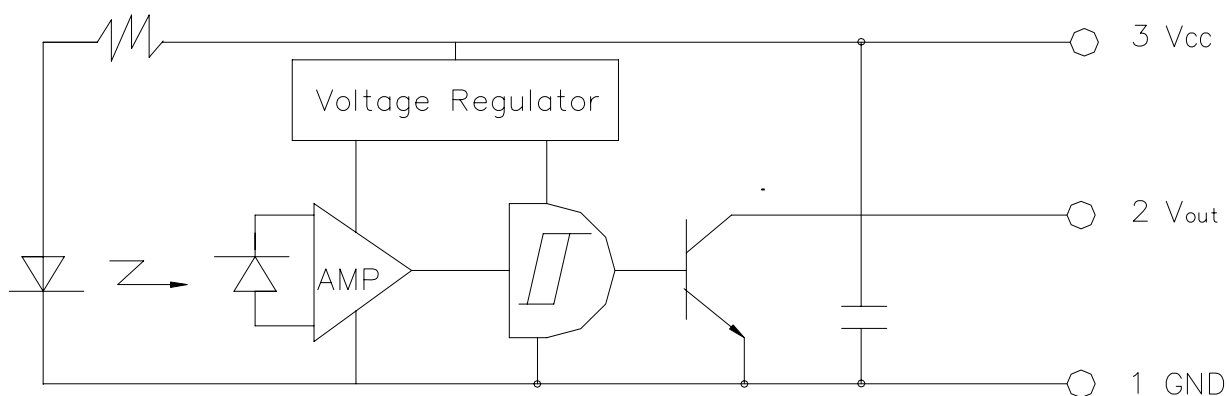 3 Vcc
Voltage Regulator
2 Vout
AMP
1 GND